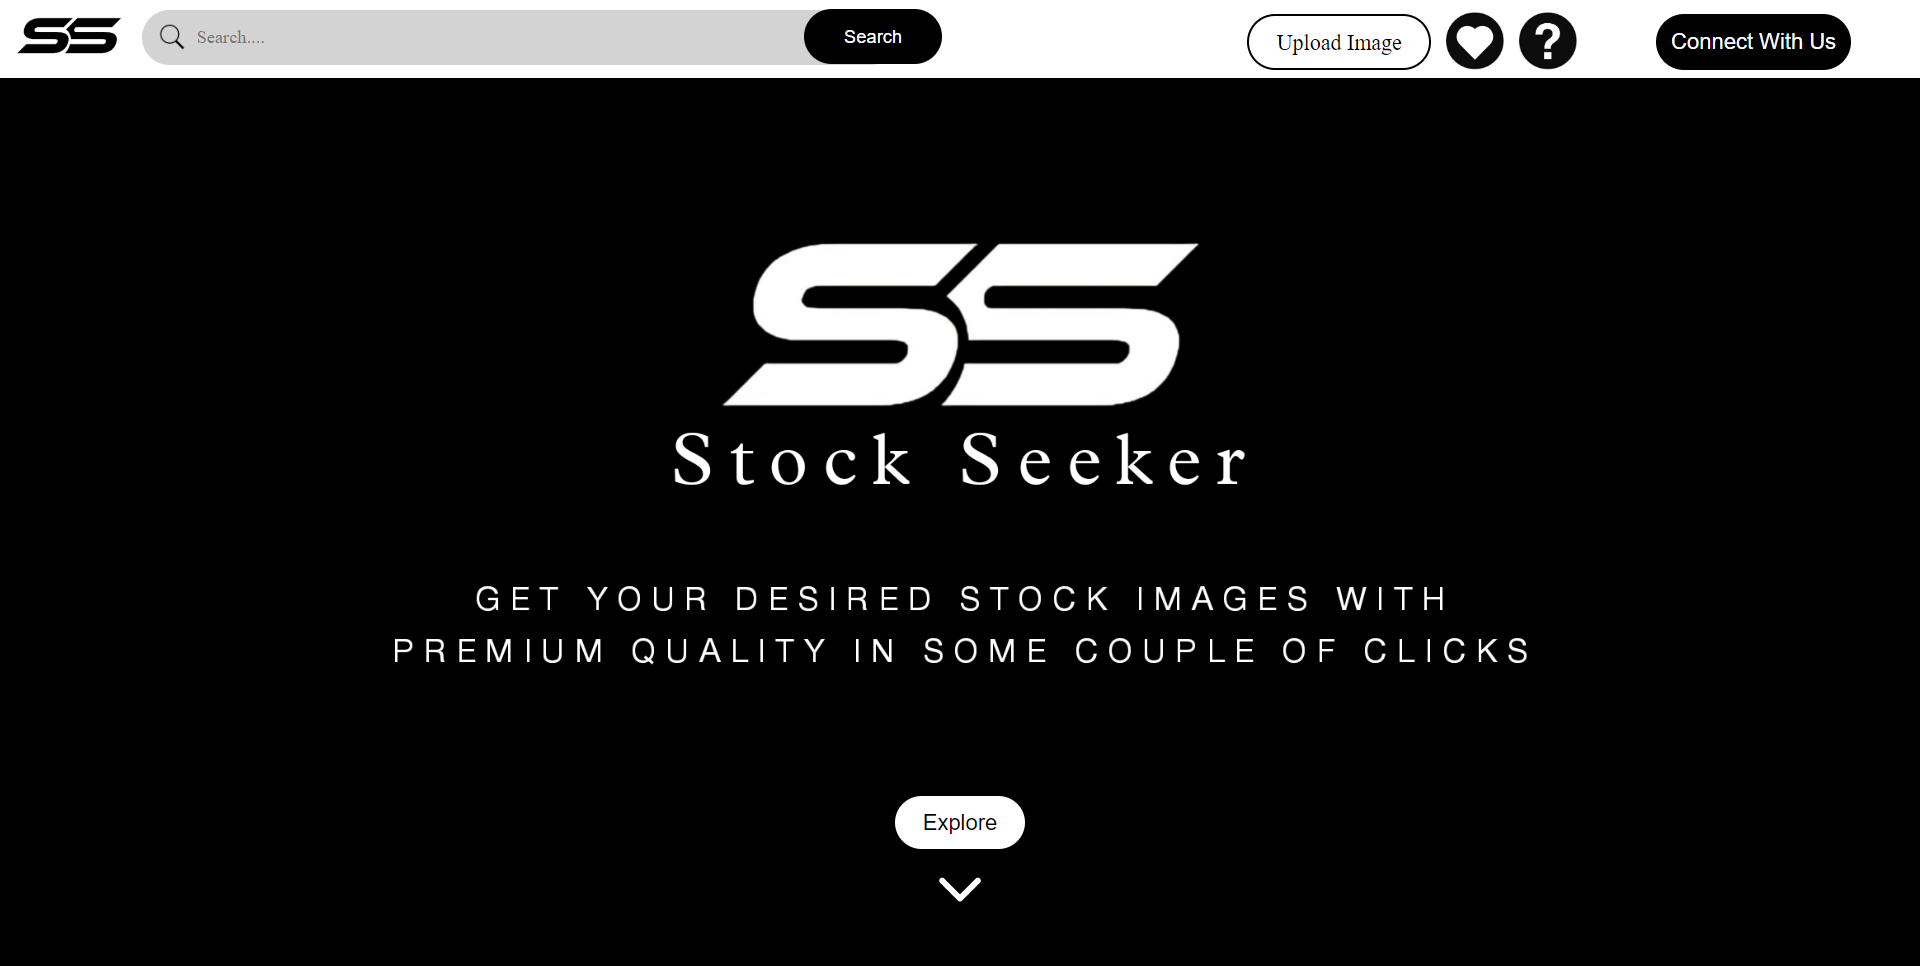 SS
Search....
Search
Upload Image
?
Connect With Us
SS
Stock Seeker
GET YOUR DESIRED STOCK IMAGES WITH
PREMIUM QUALITY IN SOME COUPLE OF CLICKS
Explore